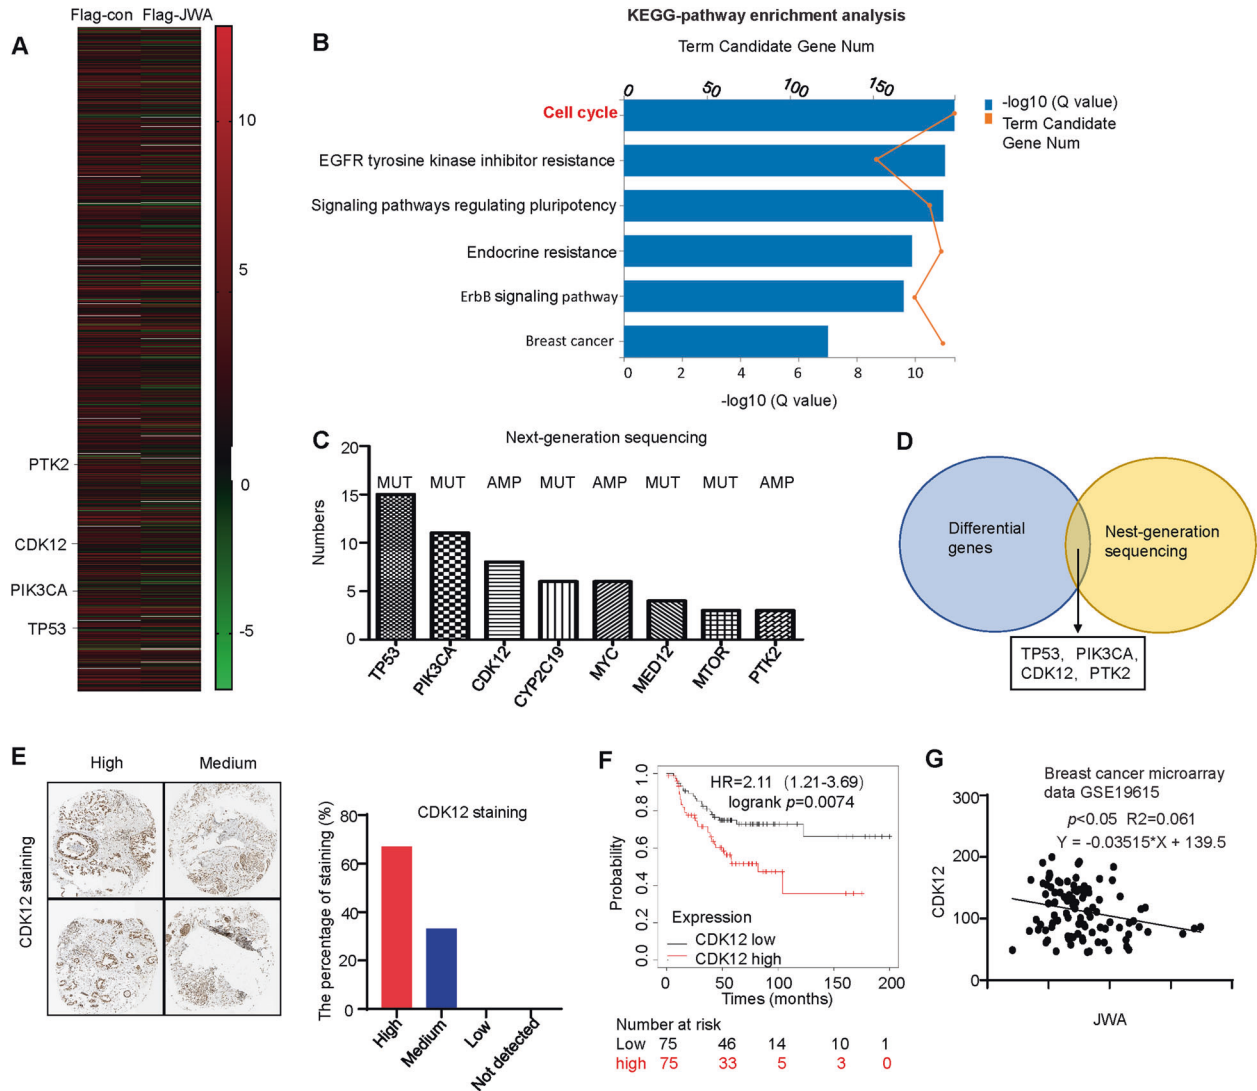 A
Flag-con Flag-JWA
10
5
0
-5
PTK2
CDK12
PIK3CA
TP53
B
KEGG-pathway enrichment analysis
Term Candidate Gene Num
0 50 100 150
Cell cycle
EGFR tyrosine kinase inhibitor resistance
Signaling pathways regulating pluripotency
Endocrine resistance
ErbB signaling pathway
Breast cancer
0 2 4 6 8 10
-log10 (Q value)
-log10 (Q value)
Term Candidate
Gene Num
C
Next-generation sequencing
Numbers
20
15
10
5
0
MUT MUT AMP MUT AMP MUT MUT AMP
TP53 PIK3CA CDK12 CYP2C19 MYC MED12 MTOR PTK2
D
Differential
genes
Nest-generation
sequencing
TP53, PIK3CA,
CDK12, PTK2
E
High Medium
CDK12 staining
CDK12 staining
The percentage of staining (%)
80
60
40
20
0
High Medium Low Not detected
F
HR=2.11 (1.21-3.69)
logrank p=0.0074
Probability
1.0
0.8
0.6
0.4
0.2
0.0
Expression
CDK12 low
CDK12 high
0 50 100 150 200
Times (months)
Number at risk
Low 75 46 14 10 1
high 75 33 5 3 0
G
Breast cancer microarray
data GSE19615
p<0.05 R2=0.061
Y = -0.03515*X + 139.5
CDK12
300
200
100
0
JWA